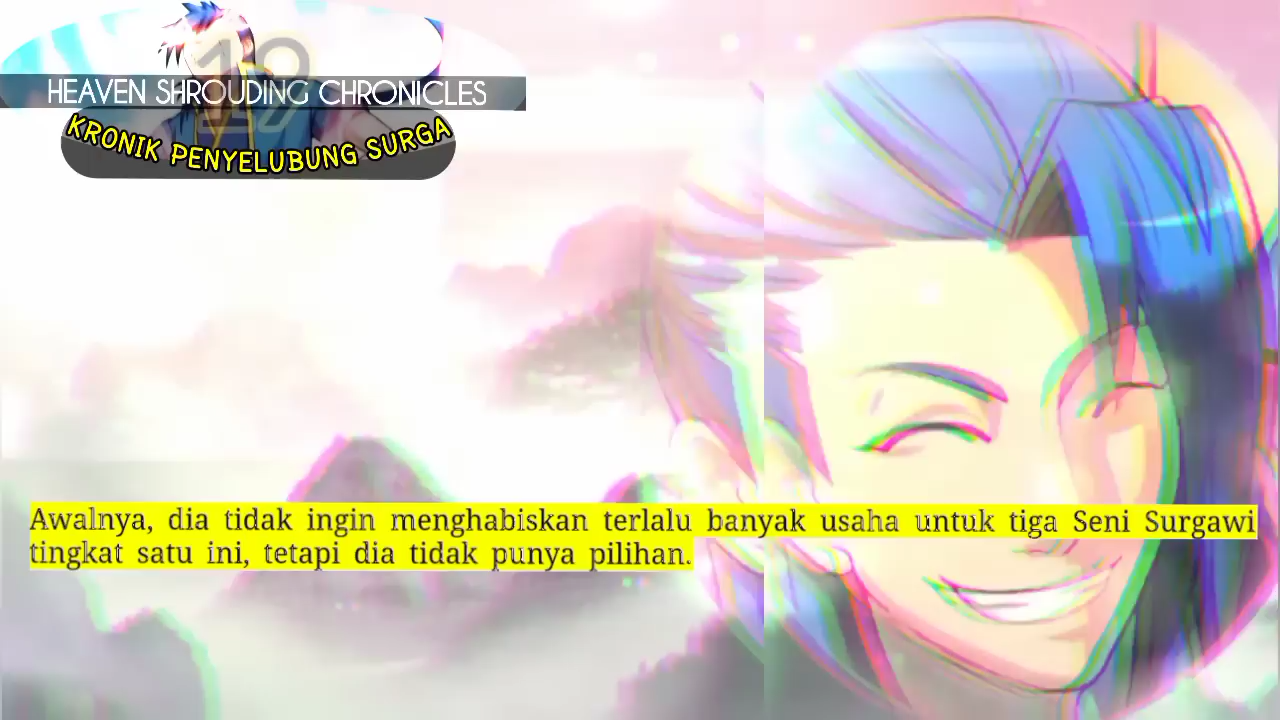 19
HEAVEN SHROUDING CHRONICLES
KRONIK PENYELUBUNG SURGA
Awalnya, dia tidak ingin menghabiskan terlalu banyak usaha untuk tiga Seni Surgawi
tingkat satu ini, tetapi dia tidak punya pilihan.